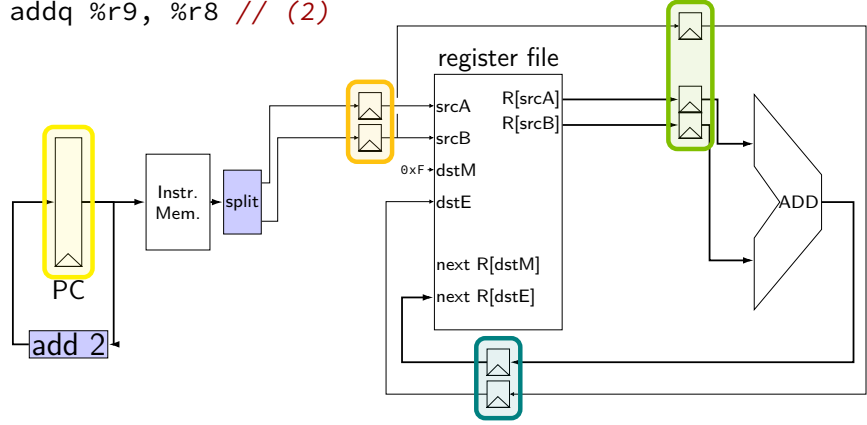 addq %r9, %r8 // (2)
register file
srcA
srcB
0xF
dstM
dstE
R[srcA]
R[srcB]
next R[dstM]
next R[dstE]
Instr.
Mem.
split
PC
add 2
ADD